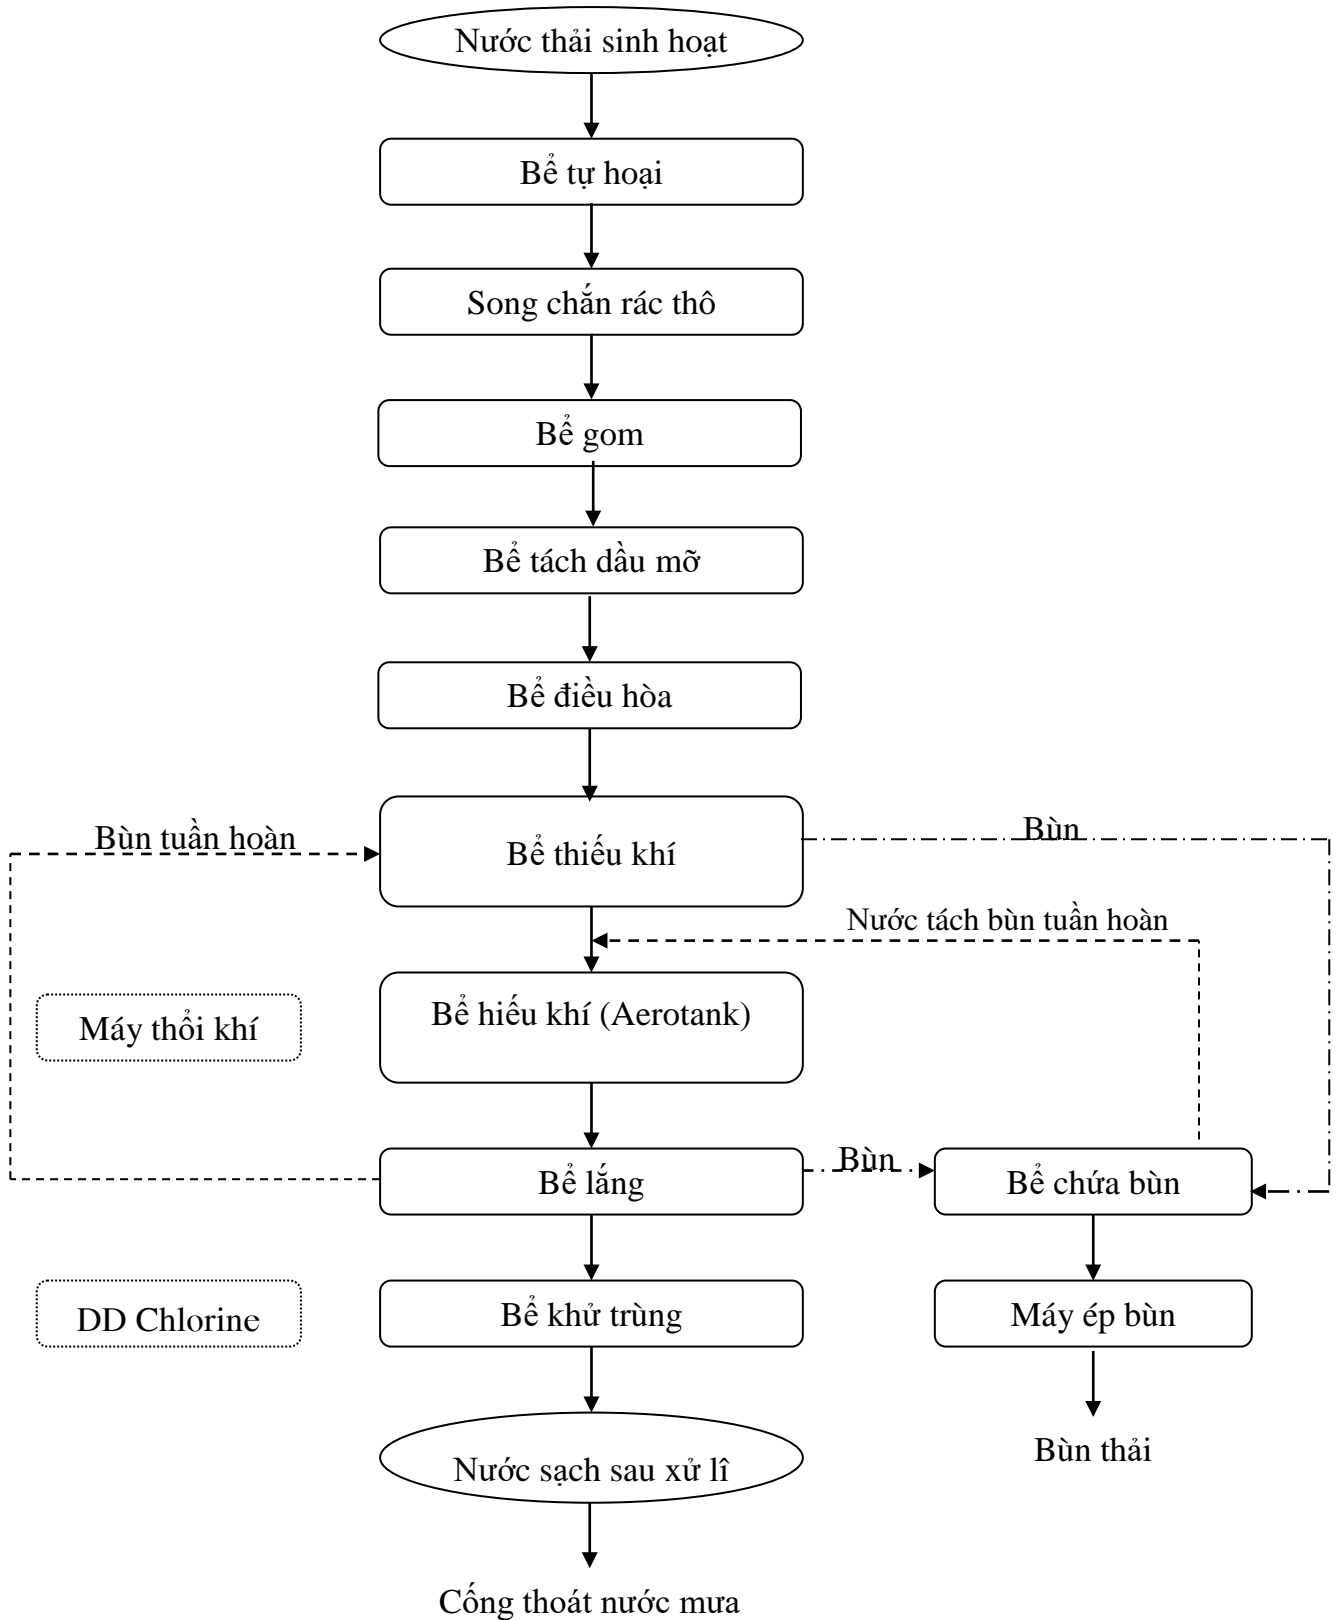 Nước thải sinh hoạt
Bể tự hoại
Song chắn rác thô
Bể gom
Bể tách dầu mỡ
Bể điều hòa
Bùn tuần hoàn
Bể thiếu khí
Bùn
Nước tách bùn tuần hoàn
Máy thổi khí
Bể hiếu khí (Aerotank)
Bể lắng
Bùn
Bể chứa bùn
DD Chlorine
Bể khử trùng
Máy ép bùn
Nước sạch sau xử lî
Bùn thải
Cống thoát nước mưa